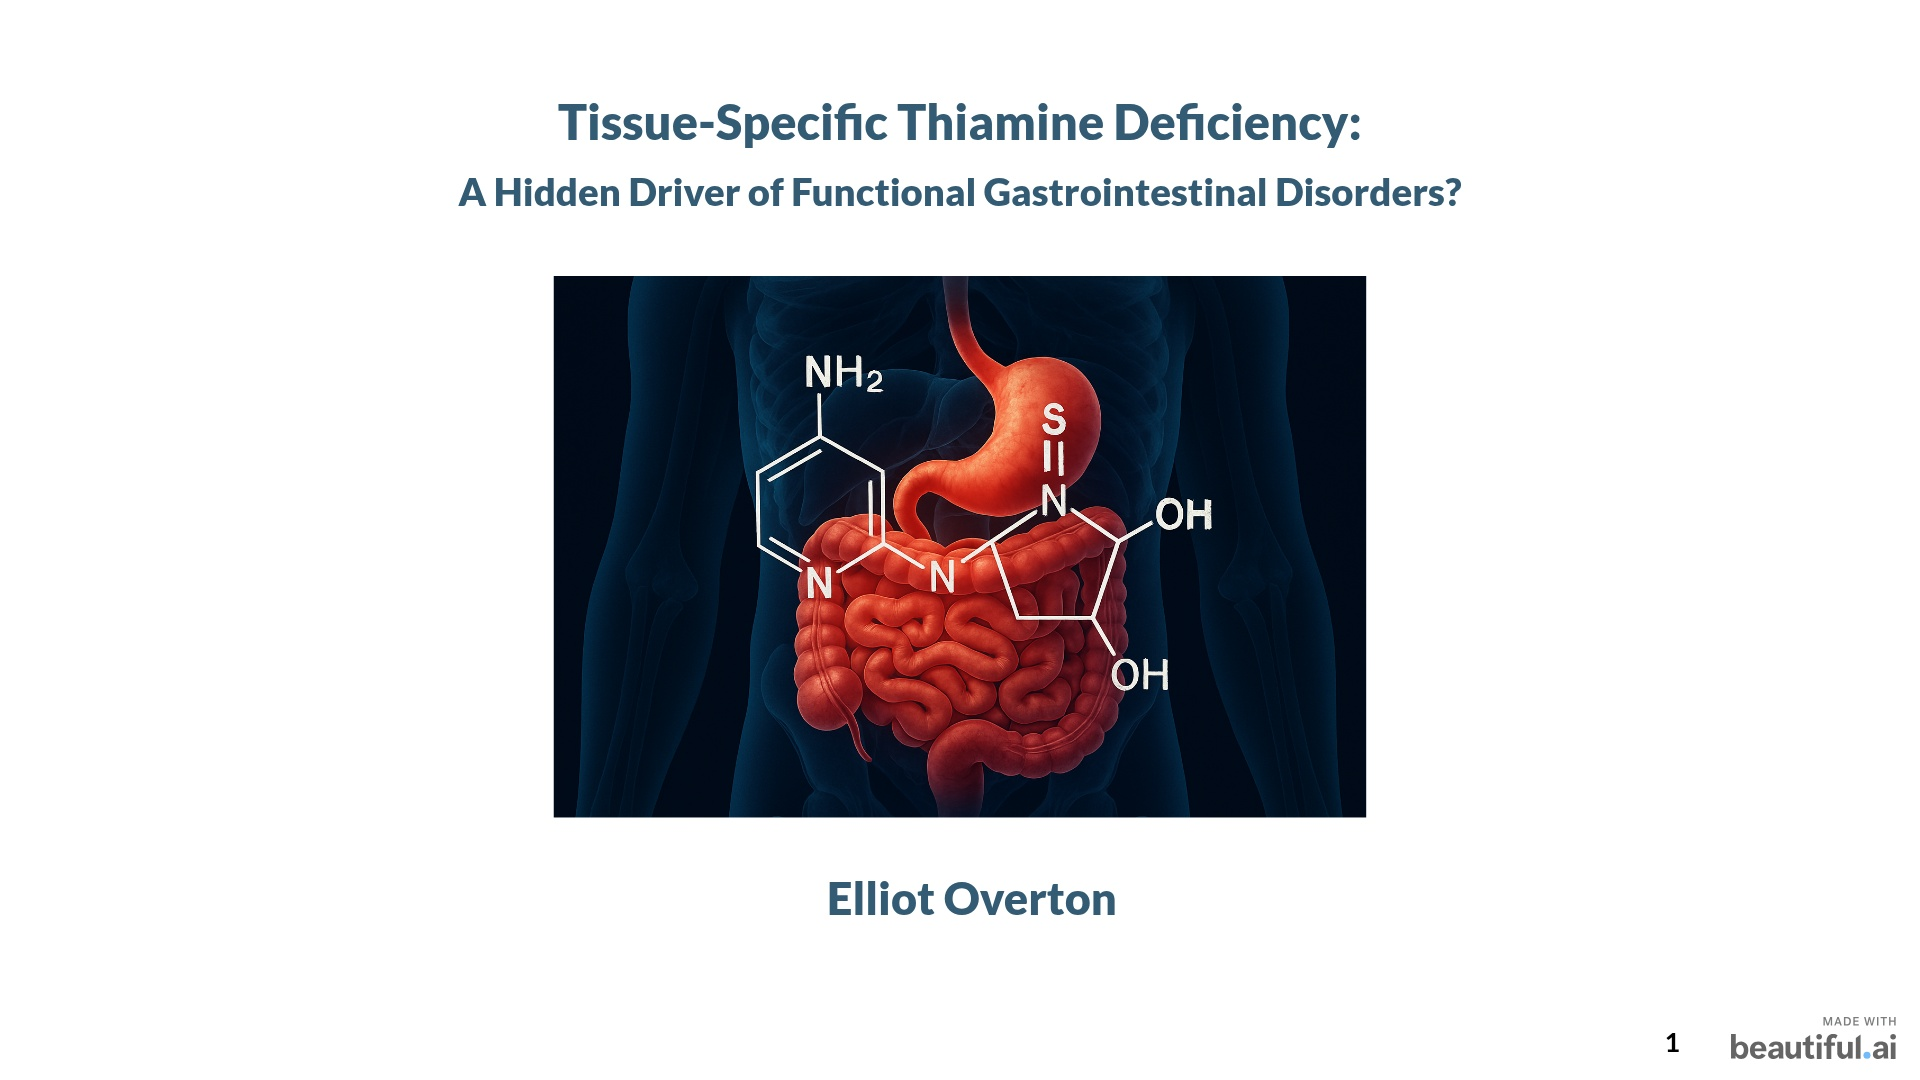 Tissue-Specific Thiamine Deficiency:
A Hidden Driver of Functional Gastrointestinal Disorders?
NH2
S
N
OH
N
N
OH
Elliot Overton
1
MADE WITH
beautiful.ai